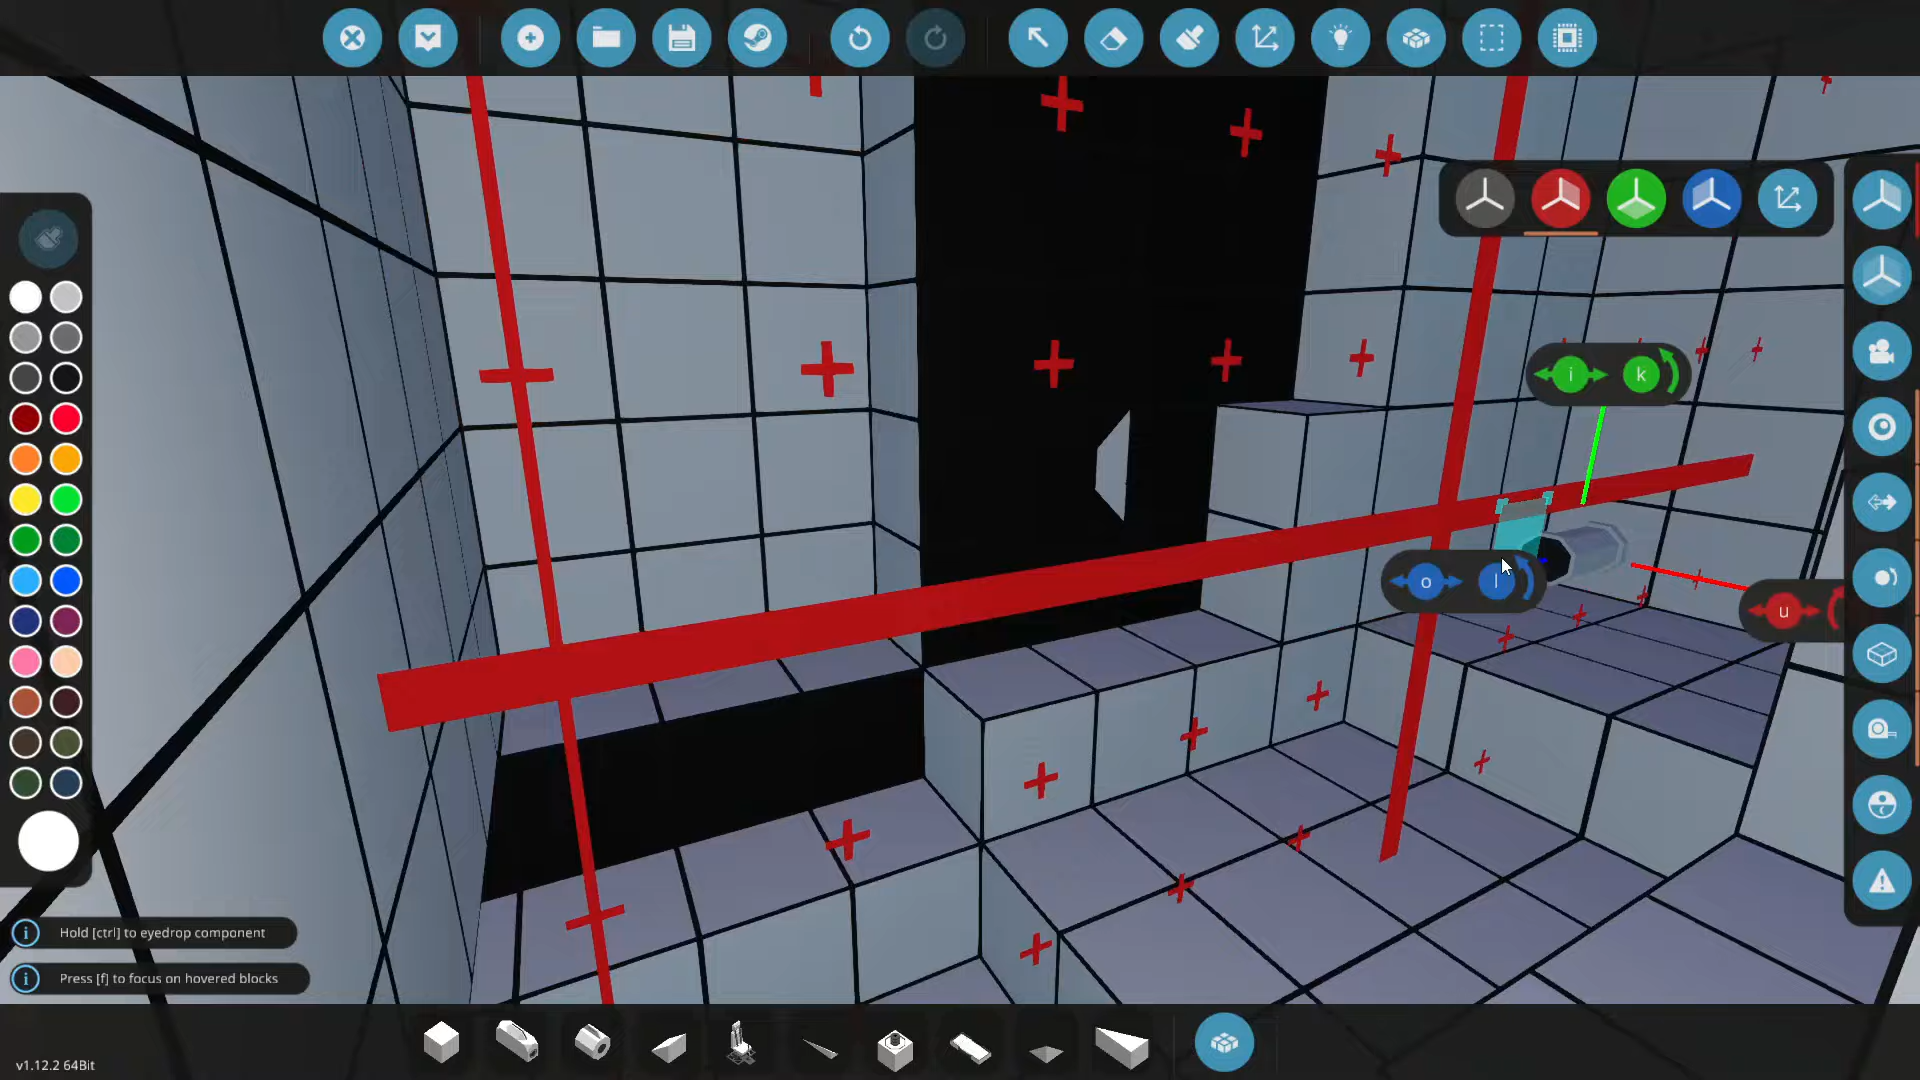 i
k
o
l
u
Hold [ctrl] to eyedrop component
Press [f] to focus on hovered blocks
v1.12.2 64Bit